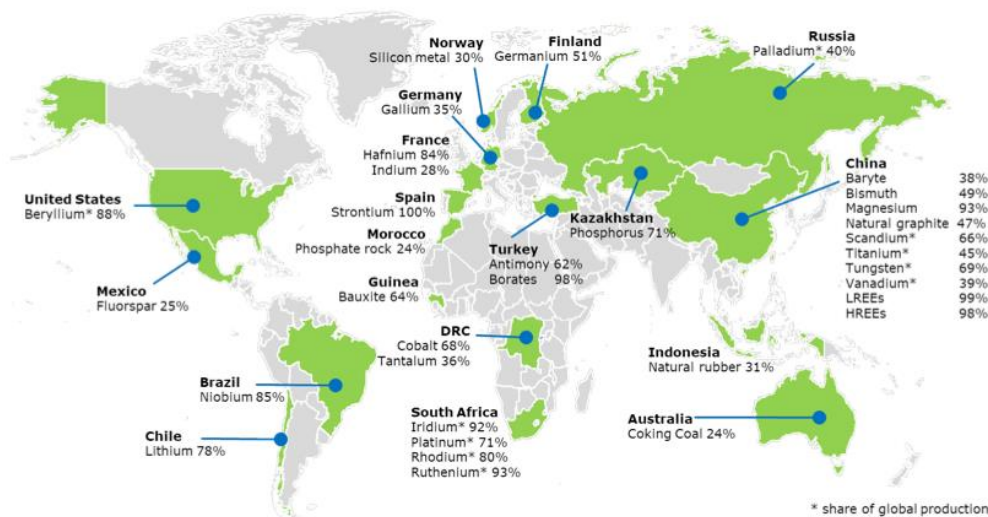 Norway
Silicon metal 30%
Finland
Germanium 51%
Russia
Palladium* 40%
Germany
Gallium 35%
France
Hafnium 84%
Indium 28%
United States
Beryllium* 88%
Spain
Strontium 100%
Morocco
Phosphate rock 24%
Kazakhstan
Phosphorus 71%
Turkey
Antimony 62%
Borates 98%
China
Baryte 38%
Bismuth 49%
Magnesium 93%
Natural graphite 47%
Scandium* 66%
Titanium* 45%
Tungsten* 69%
Vanadium* 39%
LREEs 99%
HREEs 98%
Mexico
Fluorspar 25%
Guinea
Bauxite 64%
DRC
Cobalt 68%
Tantalum 36%
Indonesia
Natural rubber 31%
Brazil
Niobium 85%
Chile
Lithium 78%
South Africa
Iridium* 92%
Platinum* 71%
Rhodium* 80%
Ruthenium* 93%
Australia
Coking Coal 24%
* share of global production